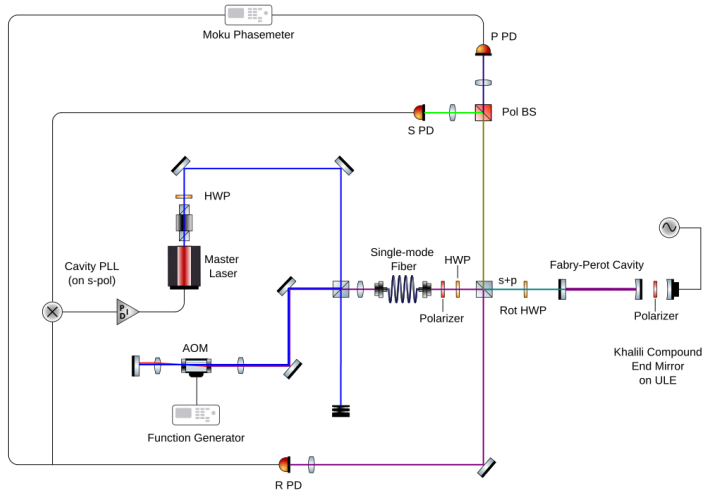 Moku Phasemeter
P PD
Pol BS
S PD
HWP
Master
Laser
Cavity PLL
(on s-pol)
P
I
D
Single-mode
Fiber
HWP
Polarizer
s+p
Rot HWP
Fabry-Perot Cavity
Polarizer
Khalili Compound
End Mirror
on ULE
AOM
Function Generator
R PD